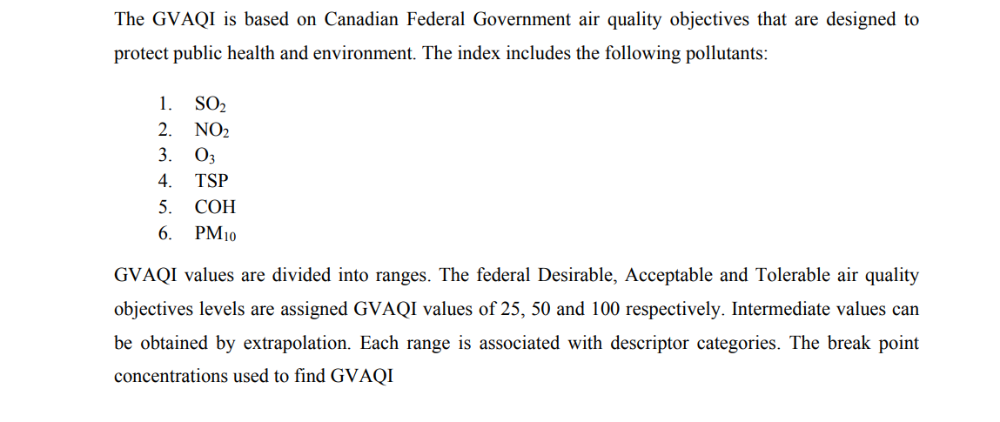 The GVAQI is based on Canadian Federal Government air quality objectives that are designed to
protect public health and environment. The index includes the following pollutants:
1. SO₂
2. NO₂
3. O₃
4. TSP
5. COH
6. PM₁₀
GVAQI values are divided into ranges. The federal Desirable, Acceptable and Tolerable air quality
objectives levels are assigned GVAQI values of 25, 50 and 100 respectively. Intermediate values can
be obtained by extrapolation. Each range is associated with descriptor categories. The break point
concentrations used to find GVAQI